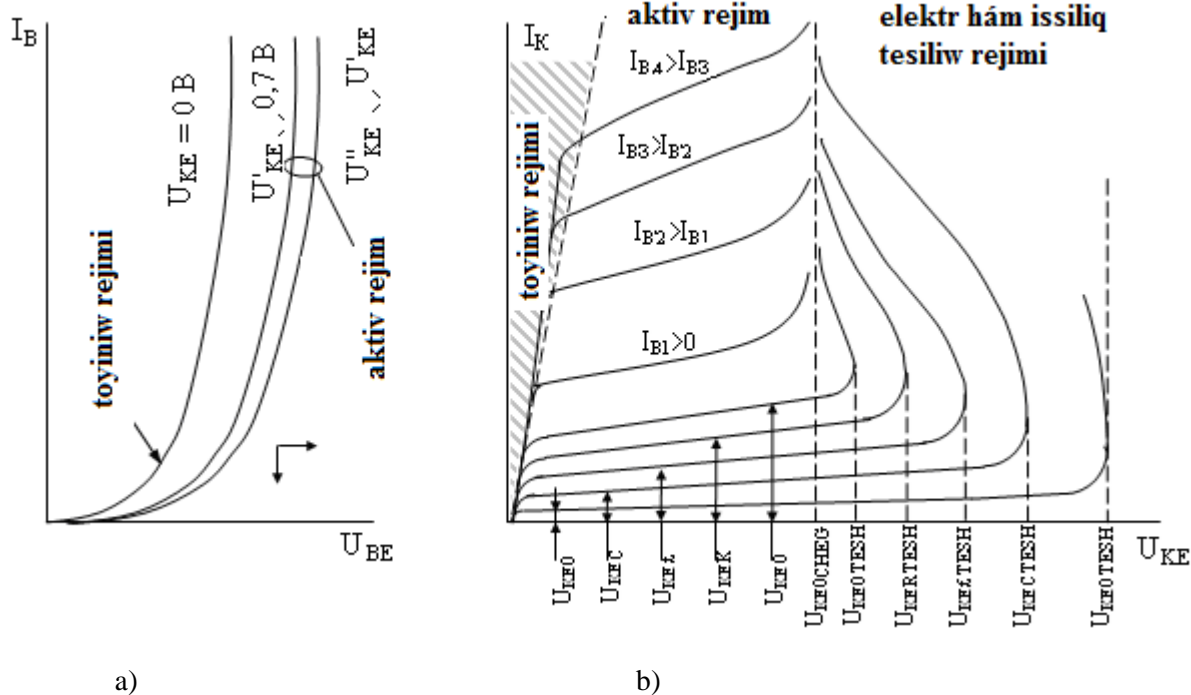 I_B
U_KE = 0 B
U'_KE 0,7 B
U''_KE U'_KE
toyiniw rejimi
aktiv rejim
U_BE
a)
aktiv rejim
elektr hám issiliq
tesiliw rejimi
I_K
toyiniw rejimi
I_B4>I_B3
I_B3>I_B2
I_B2>I_B1
I_B1>0
U_KE0
U_KEC
U_KEK
U_KE0
U_KE0CHEG
U_KE0TESH
U_KERTESH
U_KECTESH
U_KE0TESH
U_KE
b)